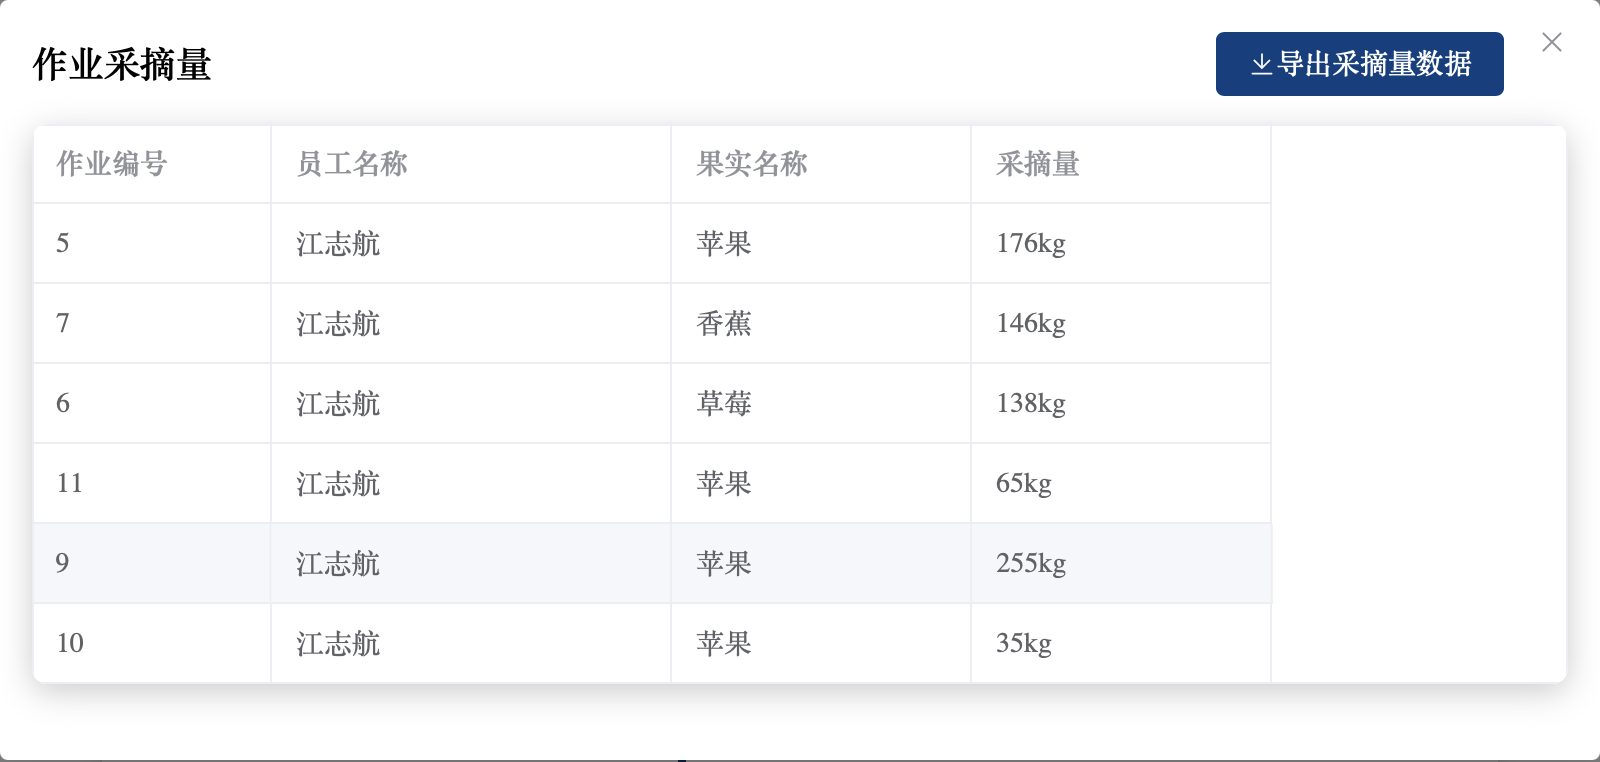 作业采摘量
导出采摘量数据
作业编号 员工名称 果实名称 采摘量
5 江志航 苹果 176kg
7 江志航 香蕉 146kg
6 江志航 草莓 138kg
11 江志航 苹果 65kg
9 江志航 苹果 255kg
10 江志航 苹果 35kg